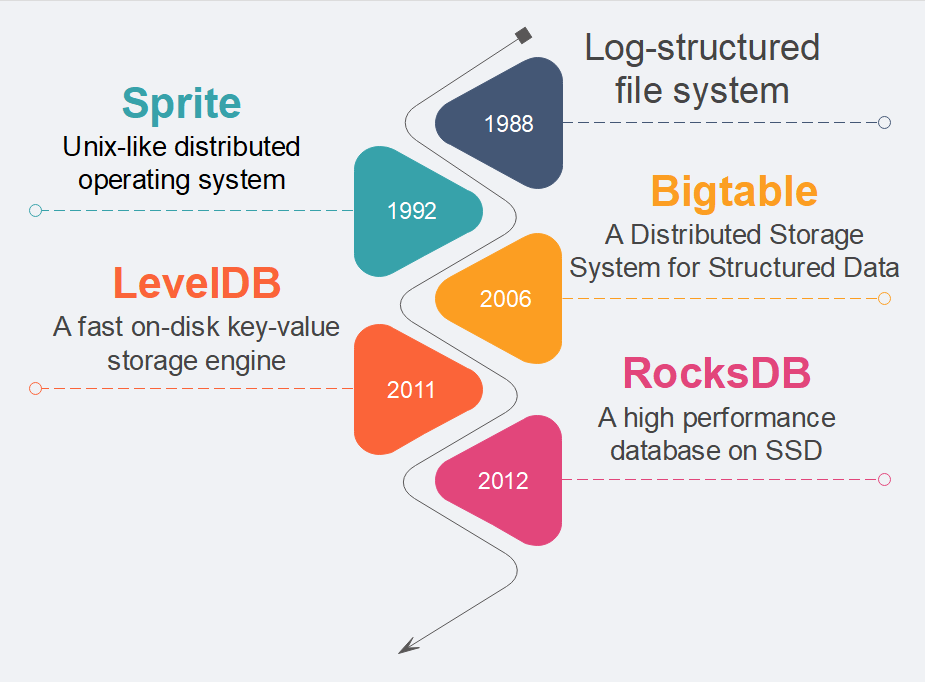 1988
Log-structured
file system
Sprite
Unix-like distributed
operating system
1992
Bigtable
A Distributed Storage
System for Structured Data
2006
LevelDB
A fast on-disk key-value
storage engine
2011
RocksDB
A high performance
database on SSD
2012